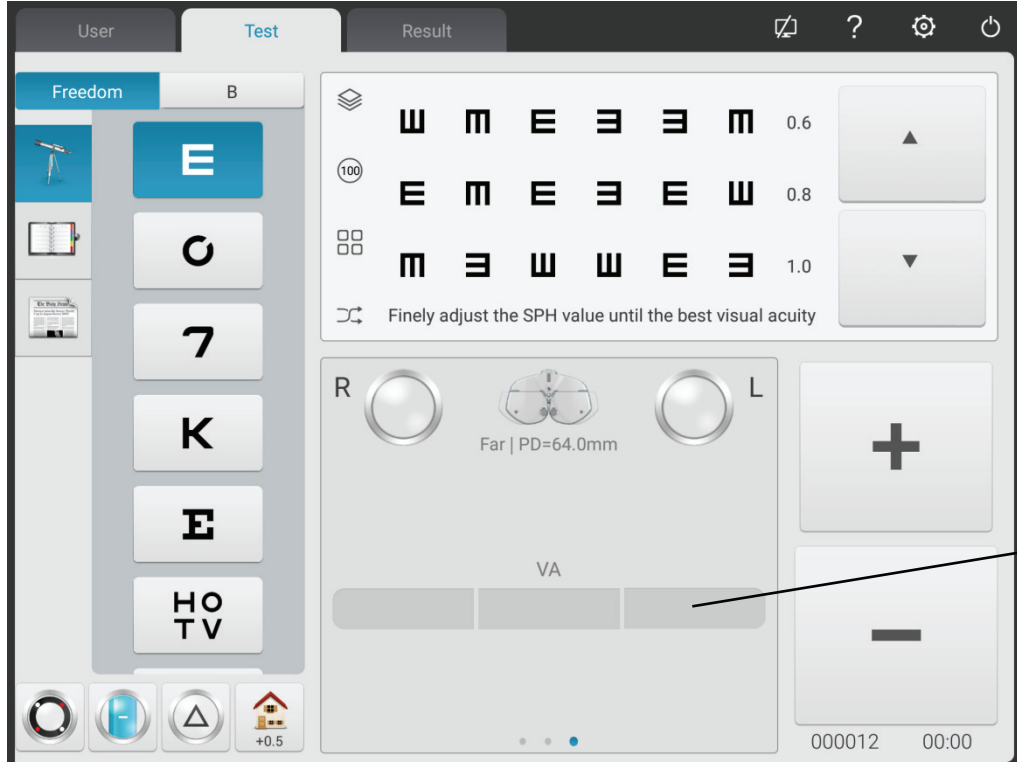 User
Test
Result
Freedom
B
E
C
7
K
E
HO
TV
+0.5
100
Ш m E Ǝ Ǝ m 0.6
E m E Ǝ E Ш 0.8
m Ǝ Ш Ш E Ǝ 1.0
Finely adjust the SPH value until the best visual acuity
R
L
Far | PD=64.0mm
VA
000012 00:00